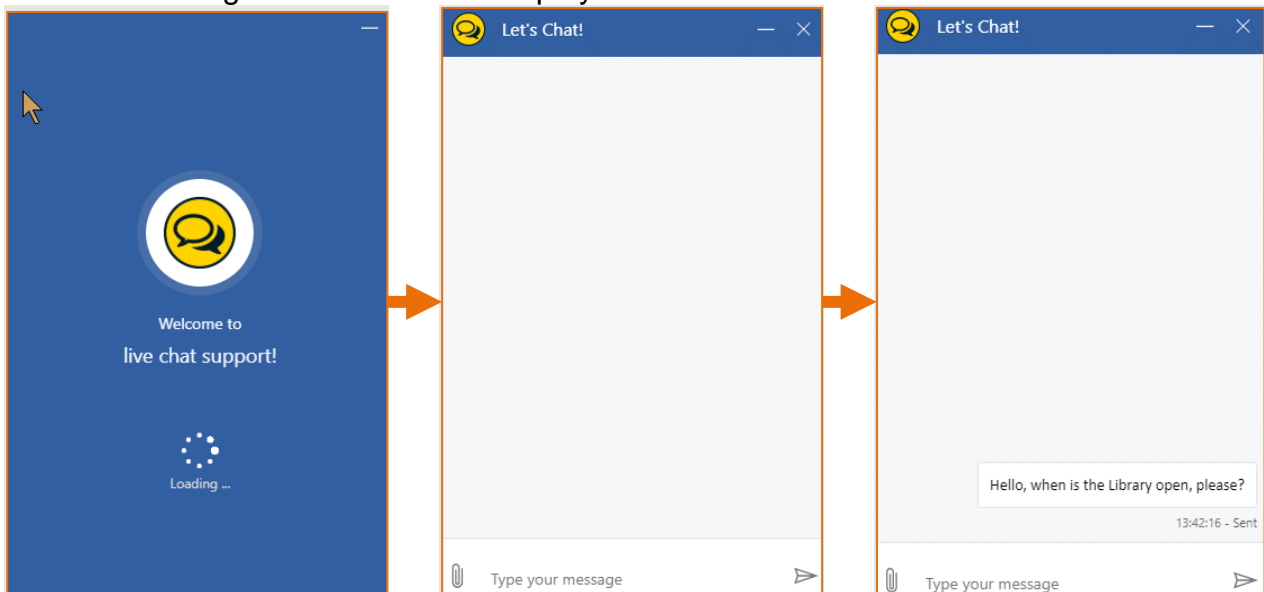 Welcome to
live chat support!
Loading ...
Let's Chat!
Type your message
Let's Chat!
Hello, when is the Library open, please?
13:42:16 - Sent
Type your message